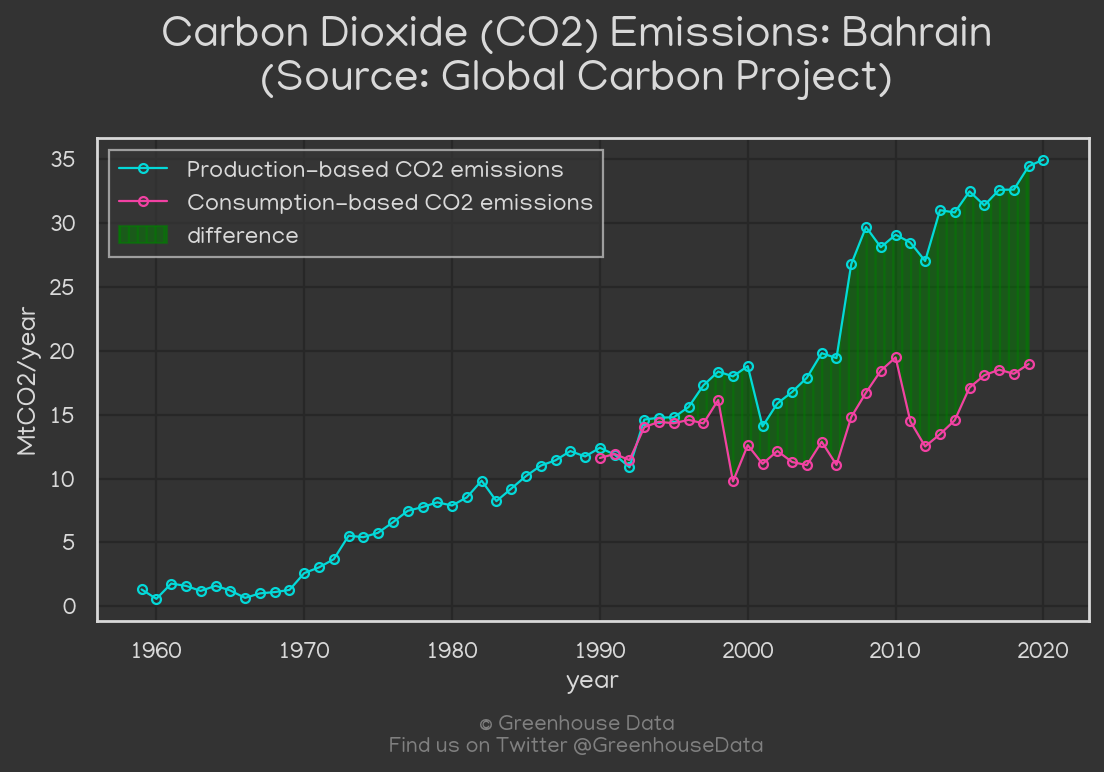 Carbon Dioxide (CO2) Emissions: Bahrain
(Source: Global Carbon Project)
Production-based CO2 emissions
Consumption-based CO2 emissions
difference
35
30
25
20
15
10
5
0
MtCO2/year
1960 1970 1980 1990 2000 2010 2020
year
© Greenhouse Data
Find us on Twitter @GreenhouseData